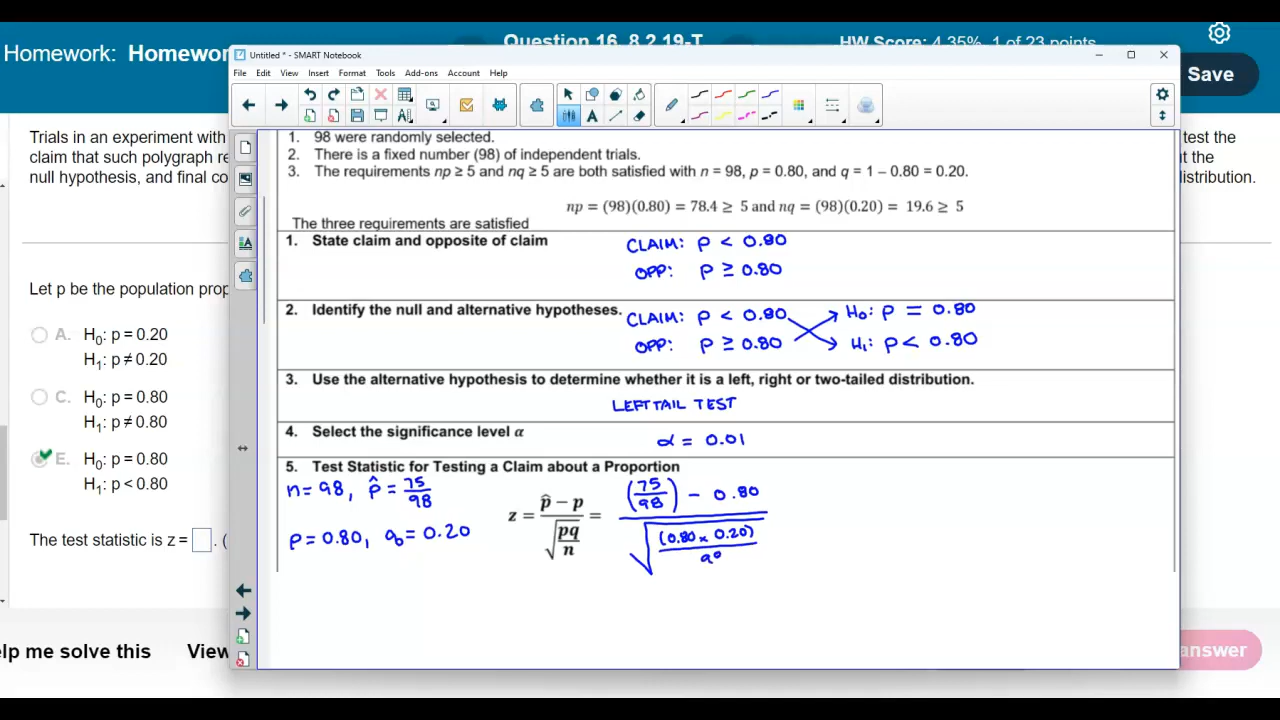 Homework: Homewor
Question 16, 8.2.19-T
HW Score: 4.35%, 1 of 23 points
Save
Untitled * - SMART Notebook
File Edit View Insert Format Tools Add-ons Account Help
Trials in an experiment with
claim that such polygraph re
null hypothesis, and final co
test the
t the
distribution.
Let p be the population prop
A. H0: p = 0.20
H1: p ≠ 0.20
C. H0: p = 0.80
H1: p ≠ 0.80
E. H0: p = 0.80
H1: p < 0.80
The test statistic is z = . (
elp me solve this
View
answer
1. 98 were randomly selected.
2. There is a fixed number (98) of independent trials.
3. The requirements np ≥ 5 and nq ≥ 5 are both satisfied with n = 98, p = 0.80, and q = 1 – 0.80 = 0.20.
np = (98)(0.80) = 78.4 ≥ 5 and nq = (98)(0.20) = 19.6 ≥ 5
The three requirements are satisfied
1. State claim and opposite of claim
CLAIM: p < 0.80
OPP: p ≥ 0.80
2. Identify the null and alternative hypotheses.
CLAIM: p < 0.80 H0: p = 0.80
OPP: p ≥ 0.80 H1: p < 0.80
3. Use the alternative hypothesis to determine whether it is a left, right or two-tailed distribution.
LEFT TAIL TEST
4. Select the significance level α
α = 0.01
5. Test Statistic for Testing a Claim about a Proportion
n = 98, p̂ = 75/98
p = 0.80, q = 0.20
z = (p̂ − p)/√(pq/n) = ((75/98) − 0.80)/√((0.80 × 0.20)/9